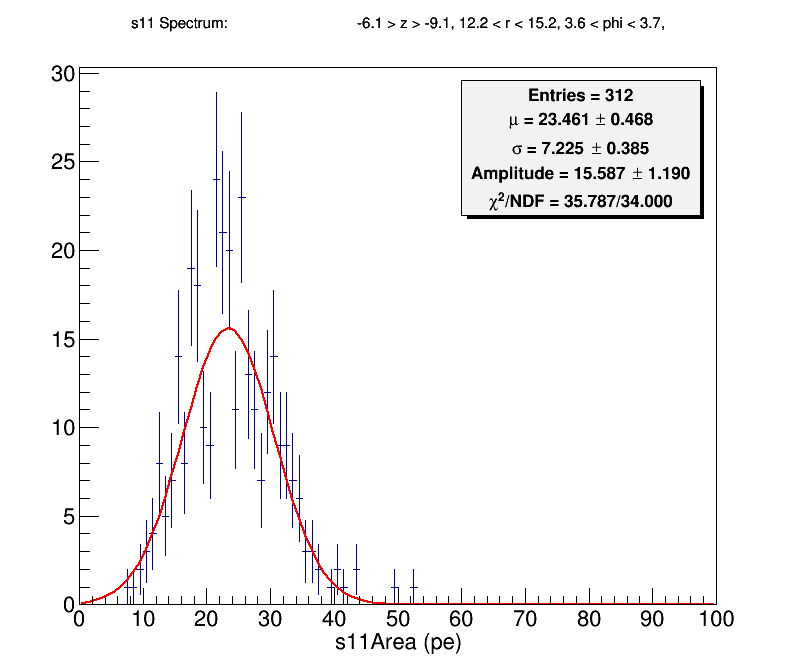 s11 Spectrum: -6.1 > z > -9.1, 12.2 < r < 15.2, 3.6 < phi < 3.7,
Entries = 312
μ = 23.461 ± 0.468
σ = 7.225 ± 0.385
Amplitude = 15.587 ± 1.190
χ²/NDF = 35.787/34.000
30
25
20
15
10
5
0
0 10 20 30 40 50 60 70 80 90 100
s11Area (pe)